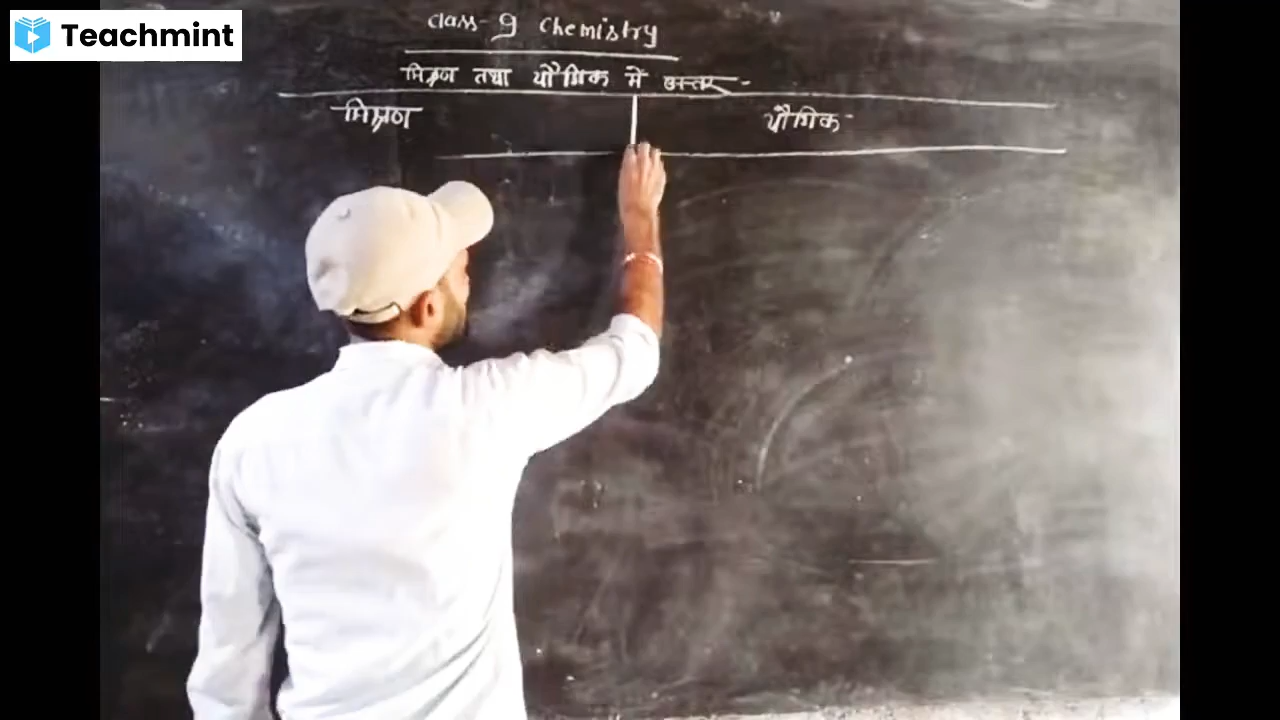 Teachmint
Class-9 Chemistry
मिश्रण तथा यौगिक में अन्तर-
मिश्रण यौगिक-